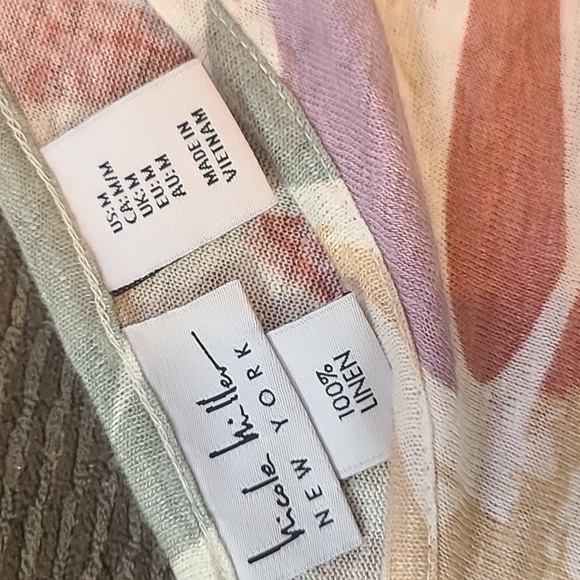 US: M
CA: M/M
UK: M
EU: M
AU: M
MADE IN
VIETNAM
nicole miller
NEW YORK
100%
LINEN